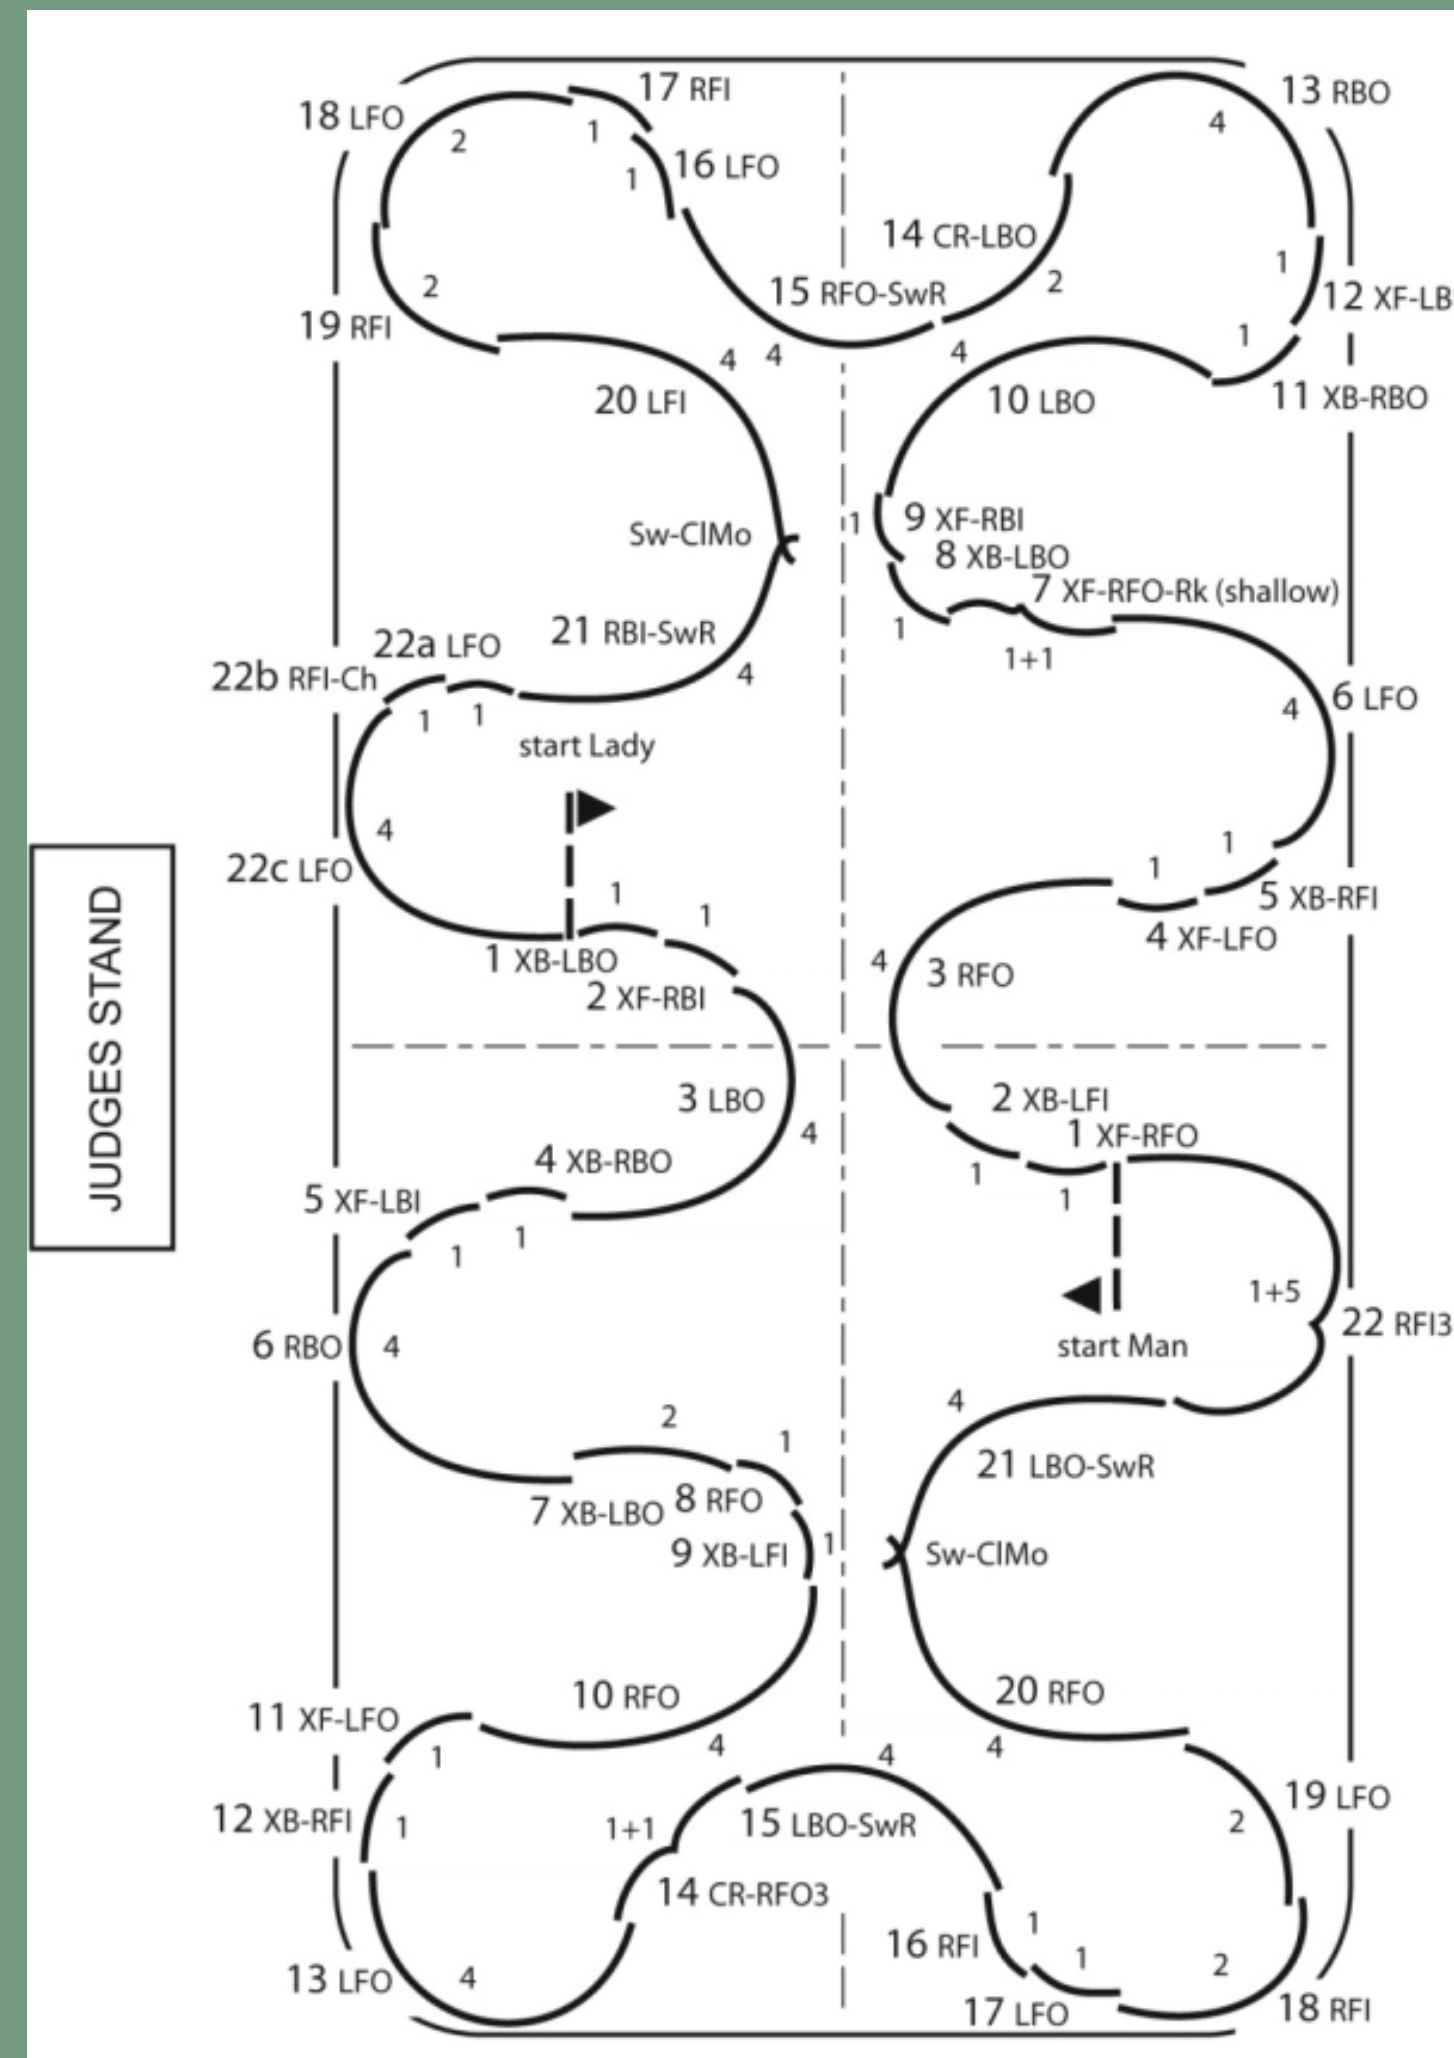 17 RFI
13 RBO
18 LFO
4
2
1
16 LFO
1
14 CR-LBO
1
2
15 RFO-SwR
2
12 XF-LB
19 RFI
1
4
4
4
11 XB-RBO
20 LFI
10 LBO
Sw-ClMo
1
9 XF-RBI
8 XB-LBO
7 XF-RFO-Rk (shallow)
21 RBI-SwR
1
22a LFO
1+1
22b RFI-Ch
4
6 LFO
4
1
1
start Lady
4
1
22c LFO
1
1
5 XB-RFI
1
4 XF-LFO
1 XB-LBO
4
3 RFO
2 XF-RBI
JUDGES STAND
3 LBO
2 XB-LFI
4
1 XF-RFO
4 XB-RBO
1
5 XF-LBI
1
1
1
1+5
22 RFI3
6 RBO
4
start Man
4
2
1
21 LBO-SwR
7 XB-LBO
8 RFO
9 XB-LFI
1
Sw-ClMo
10 RFO
20 RFO
11 XF-LFO
1
4
4
4
19 LFO
12 XB-RFI
1
1+1
15 LBO-SwR
2
14 CR-RFO3
1
16 RFI
1
13 LFO
4
2
17 LFO
18 RFI